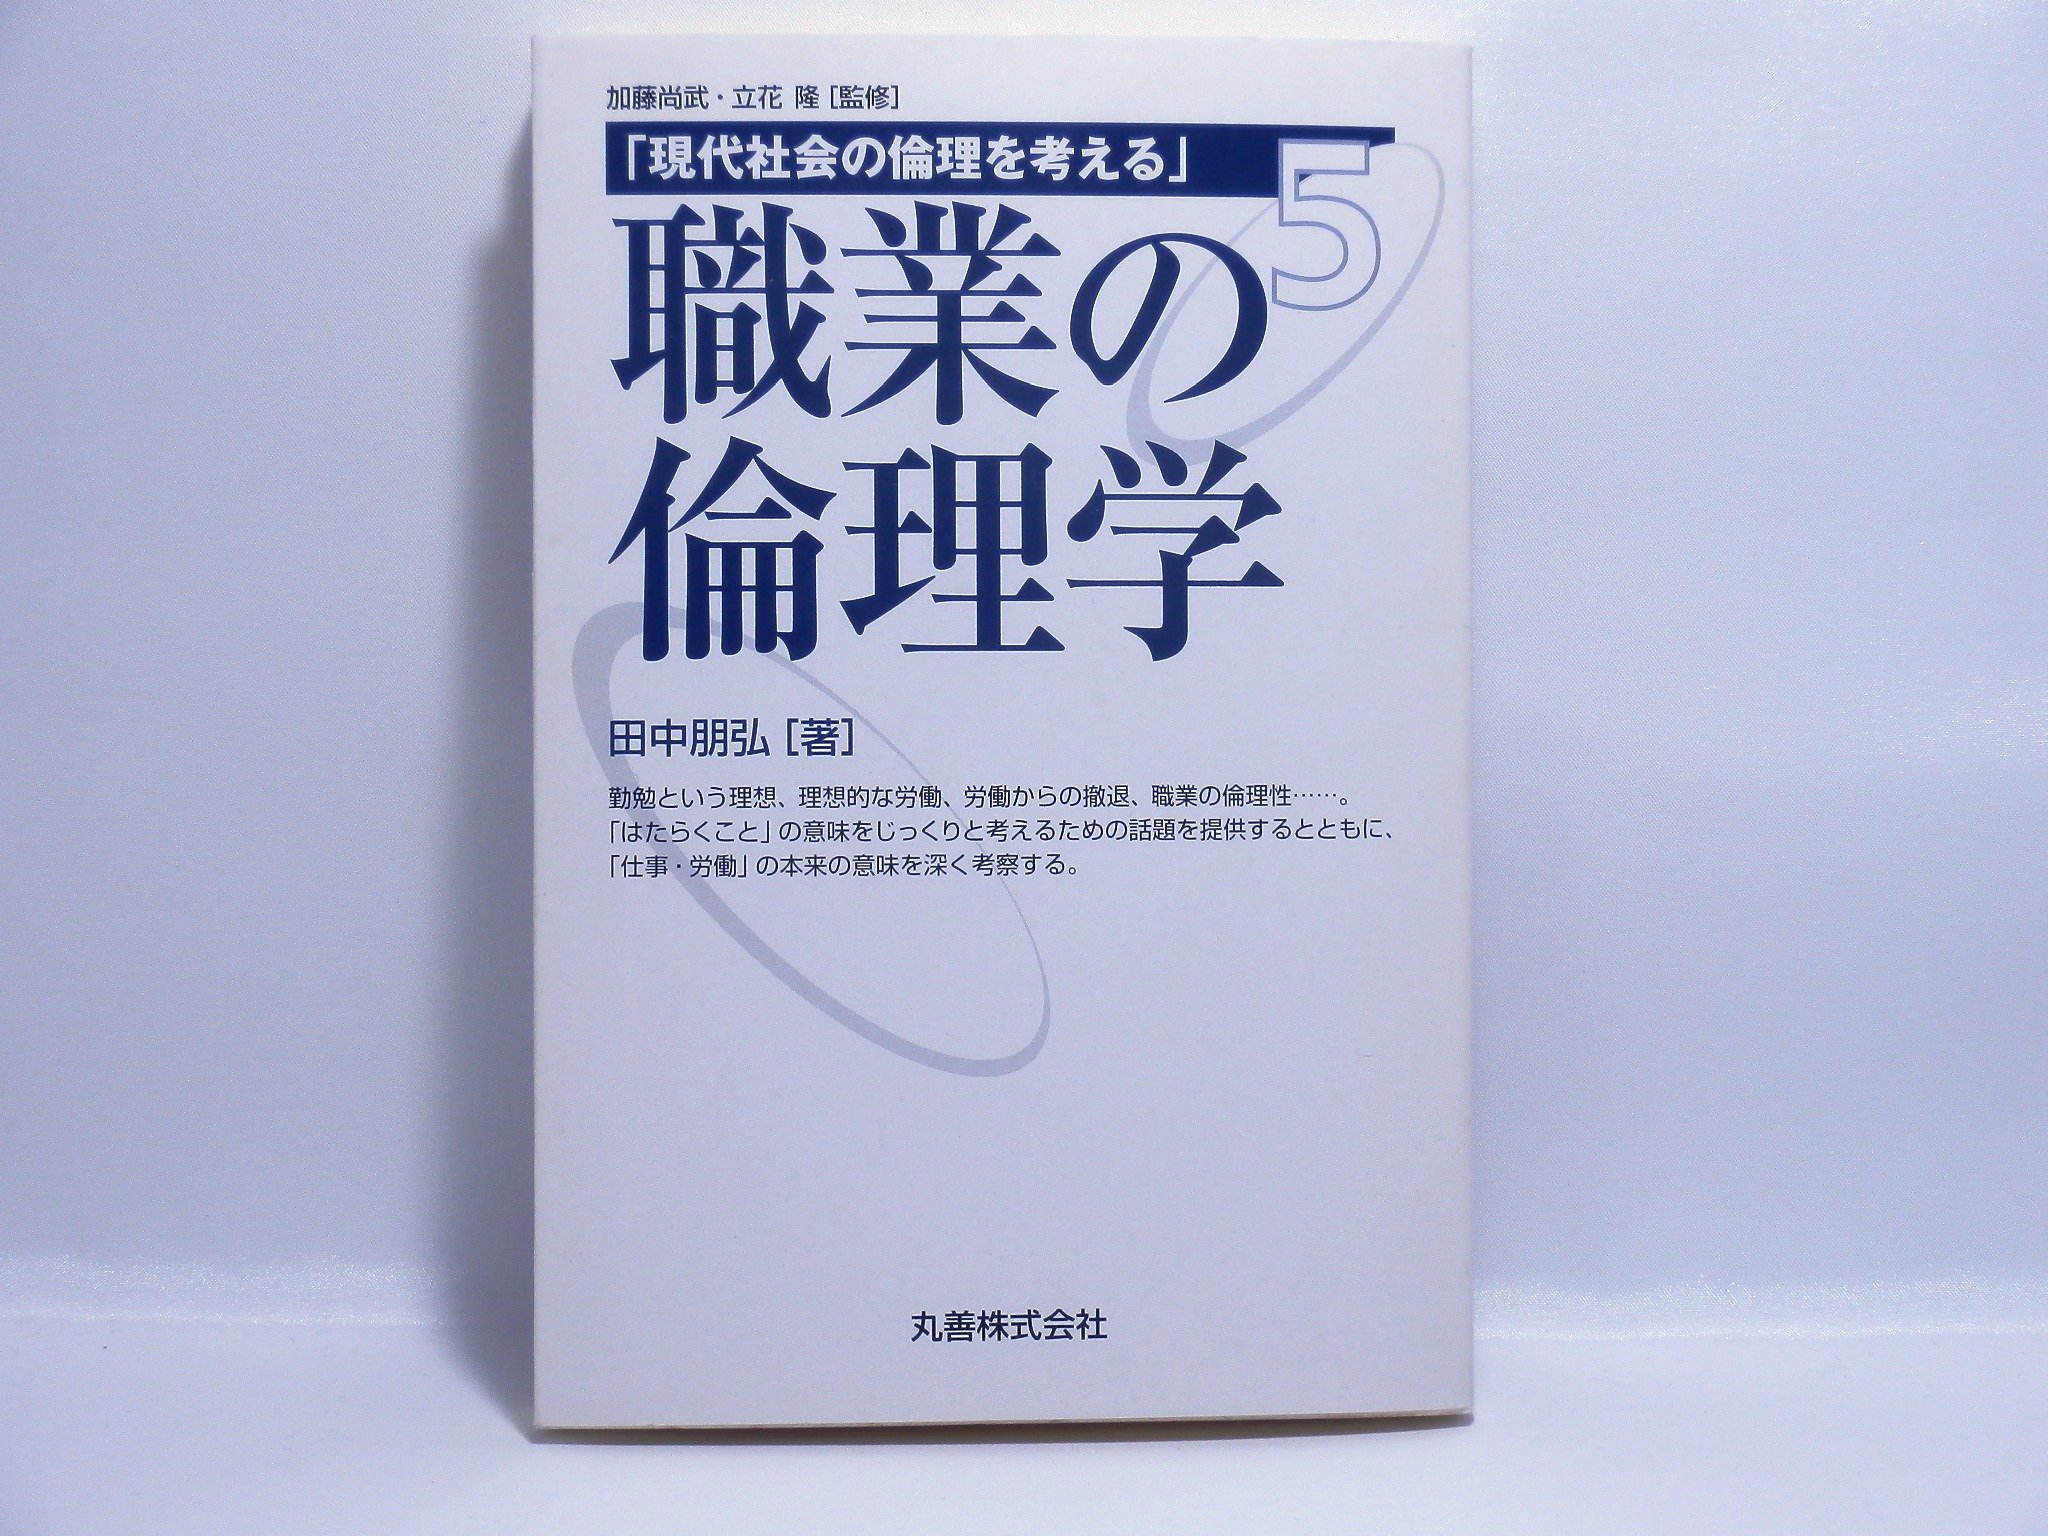 加藤尚武・立花 隆［監修］
「現代社会の倫理を考える」
5
職業の
倫理学
田中朋弘［著］
勤勉という理想、理想的な労働、労働からの撤退、職業の倫理性……。
「はたらくこと」の意味をじっくりと考えるための話題を提供するとともに、
「仕事・労働」の本来の意味を深く考察する。
丸善株式会社